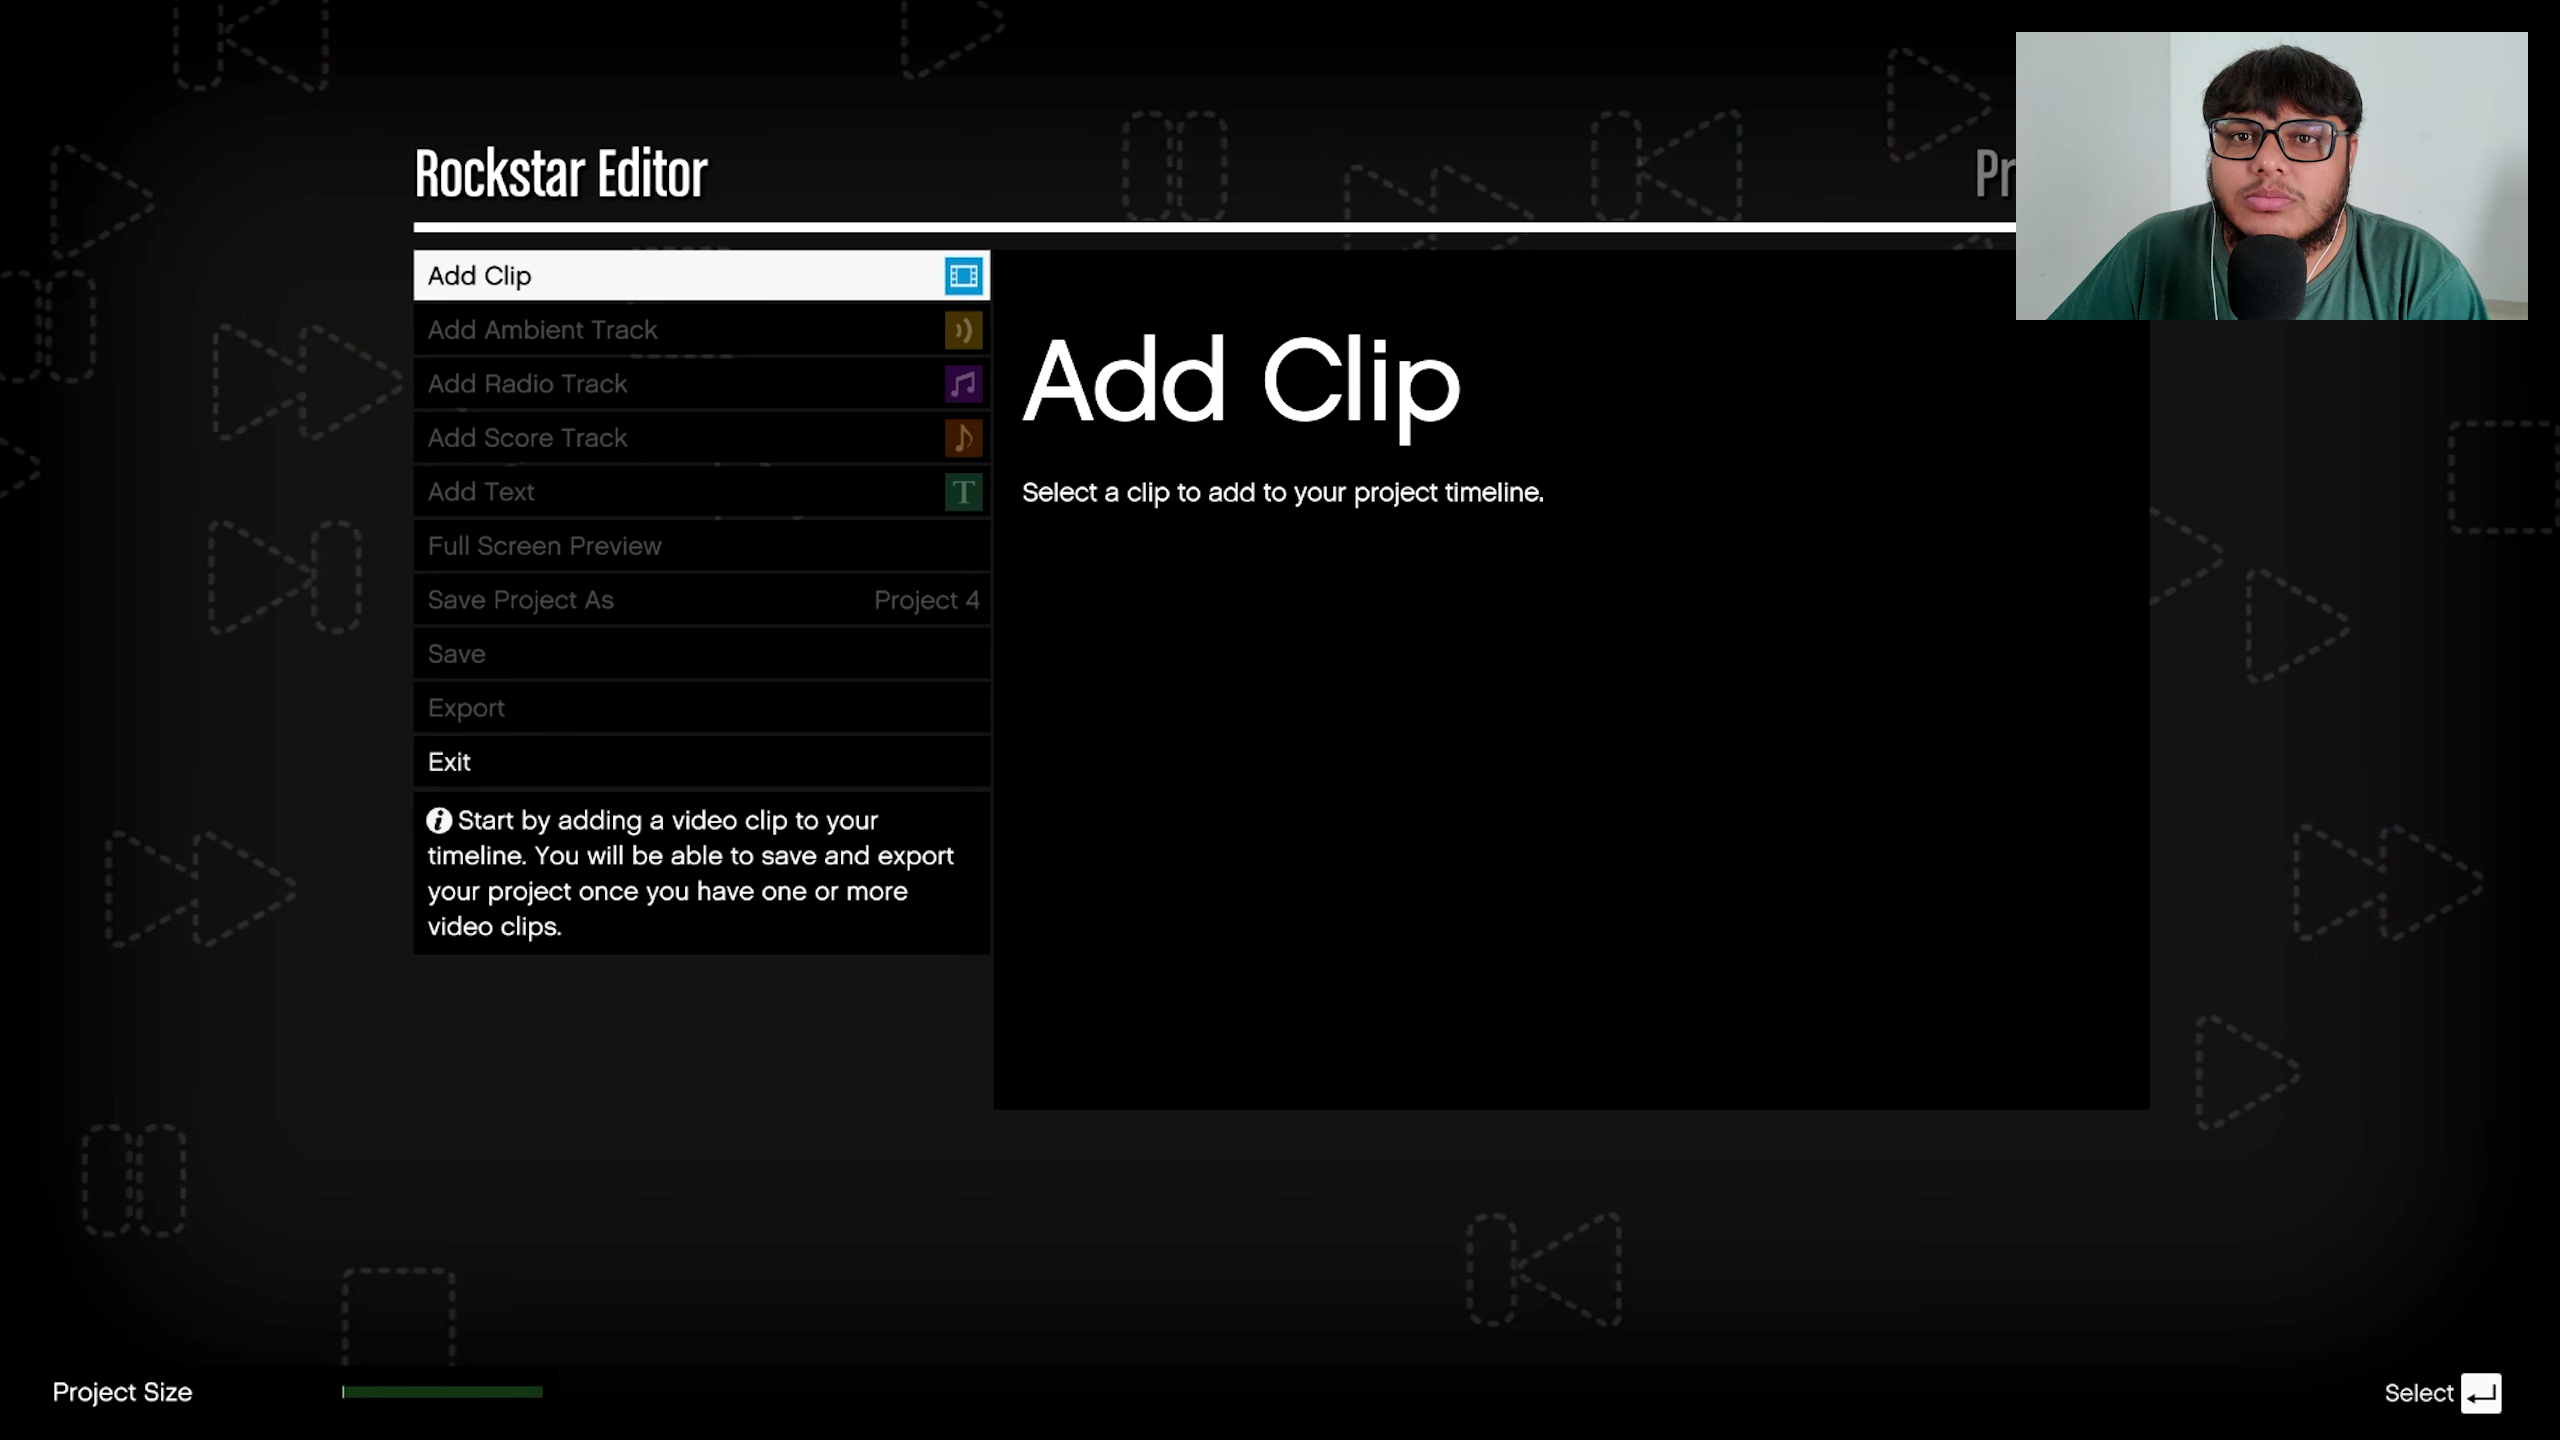 Rockstar Editor
Pr
Add Clip
Add Ambient Track
Add Radio Track
Add Score Track
Add Text
T
Full Screen Preview
Save Project As Project 4
Save
Export
Exit
Start by adding a video clip to your
timeline. You will be able to save and export
your project once you have one or more
video clips.
Add Clip
Select a clip to add to your project timeline.
Project Size
Select